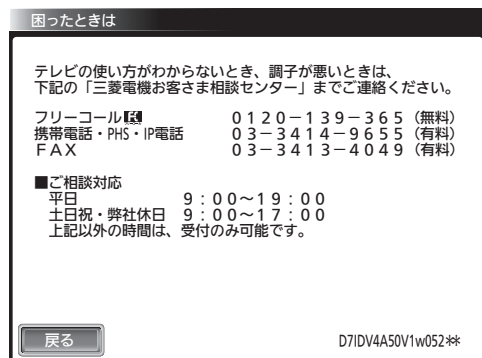 困ったときは
テレビの使い方がわからないとき、調子が悪いときは、
下記の「三菱電機お客さま相談センター」までご連絡ください。
フリーコール 0120－139－365（無料）
携帯電話・PHS・IP電話 03－3414－9655（有料）
ＦＡＸ 03－3413－4049（有料）
■ご相談対応
平日 9：00～19：00
土日祝・弊社休日 9：00～17：00
上記以外の時間は、受付のみ可能です。
戻る D7IDV4A50V1w052**